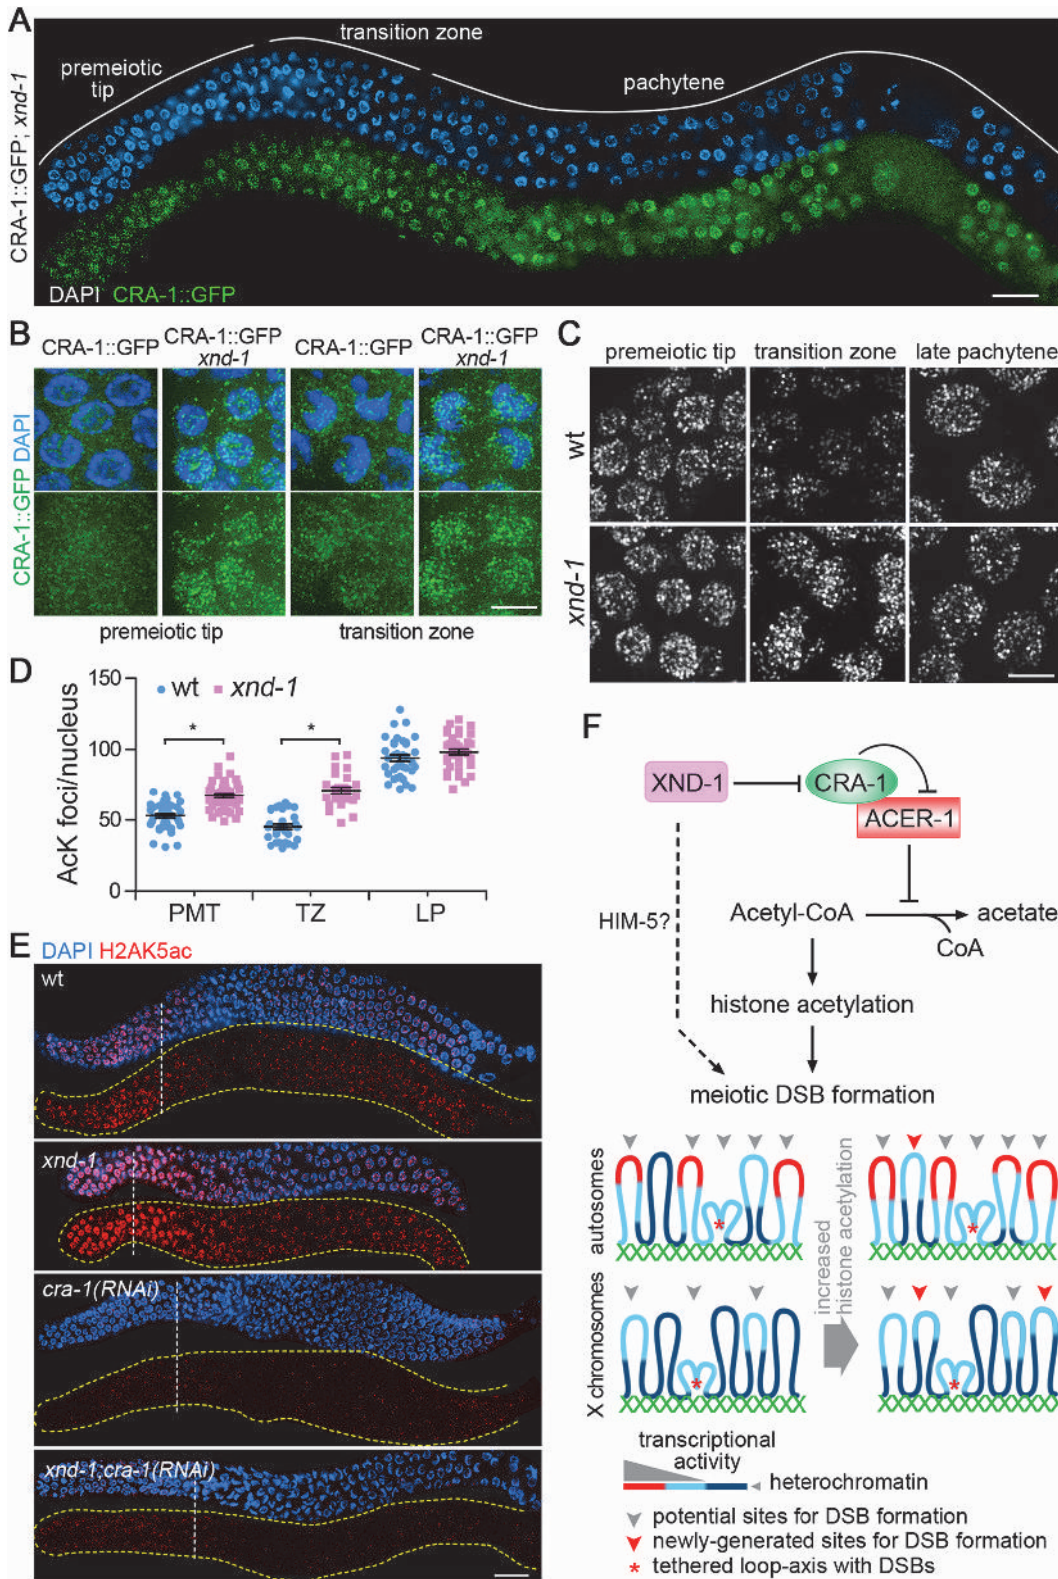 A
CRA-1::GFP; xnd-1
premeiotic tip
transition zone
pachytene
DAPI CRA-1::GFP
B
CRA-1::GFP DAPI
CRA-1::GFP
CRA-1::GFP xnd-1
CRA-1::GFP
CRA-1::GFP xnd-1
premeiotic tip
transition zone
C
premeiotic tip
transition zone
late pachytene
wt
xnd-1
D
AcK foci/nucleus
150
100
50
0
wt
xnd-1
*
*
PMT
TZ
LP
E
DAPI H2AK5ac
wt
xnd-1
cra-1(RNAi)
xnd-1;cra-1(RNAi)
F
XND-1
CRA-1
ACER-1
HIM-5?
Acetyl-CoA
acetate
CoA
histone acetylation
meiotic DSB formation
autosomes
X chromosomes
increased
histone acetylation
*
*
*
*
transcriptional
activity
heterochromatin
potential sites for DSB formation
newly-generated sites for DSB formation
* tethered loop-axis with DSBs